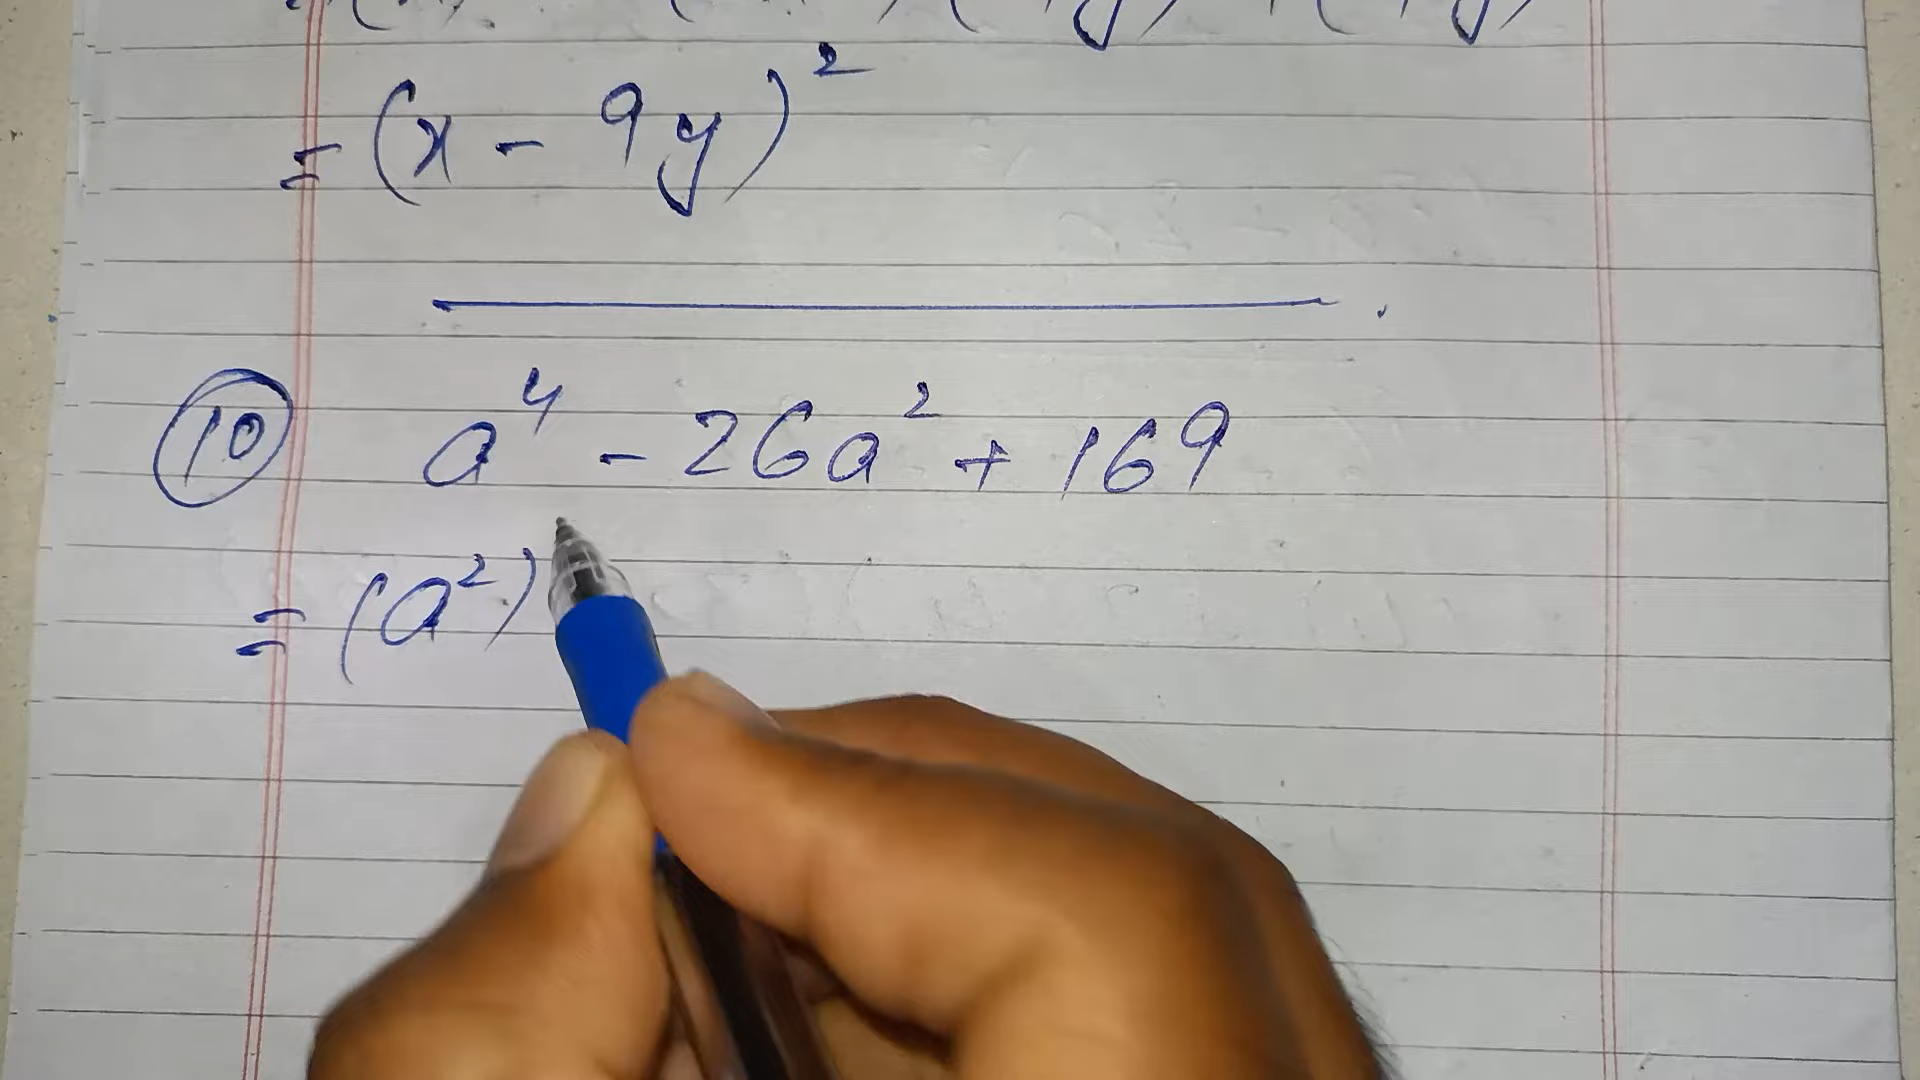 = (x - 9y)²
⑩ a⁴ - 26a² + 169
= (a²)